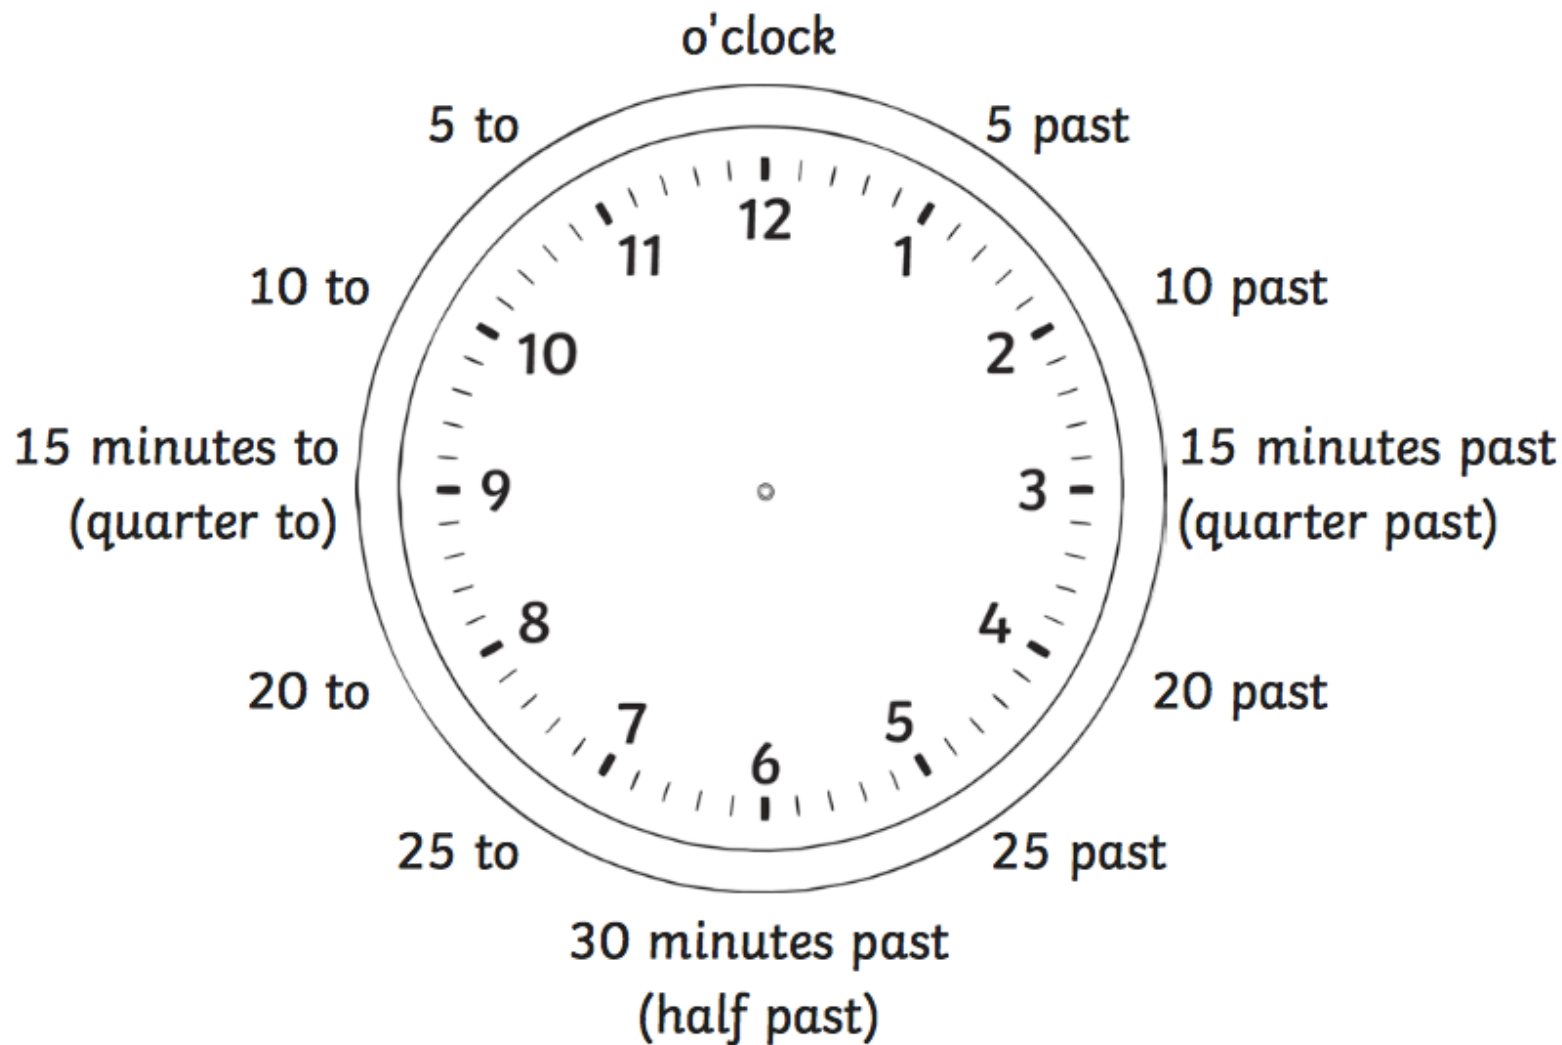 o'clock
5 to
5 past
12
11
1
10 to
10 past
10
2
15 minutes to
(quarter to)
9
3
15 minutes past
(quarter past)
8
4
20 to
20 past
7
5
6
25 to
25 past
30 minutes past
(half past)